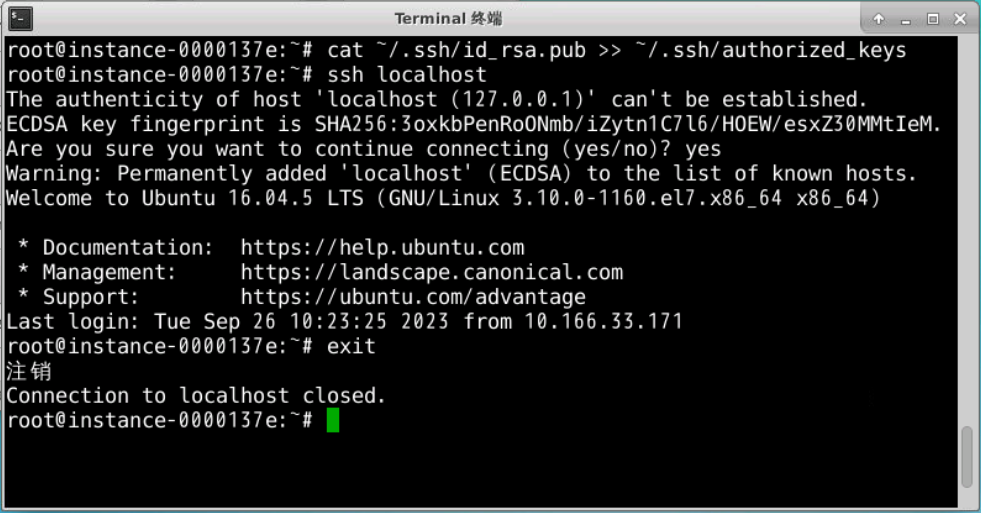 Terminal 终端
root@instance-0000137e:~# cat ~/.ssh/id_rsa.pub >> ~/.ssh/authorized_keys
root@instance-0000137e:~# ssh localhost
The authenticity of host 'localhost (127.0.0.1)' can't be established.
ECDSA key fingerprint is SHA256:3oxkbPenRoONmb/iZytn1C7l6/HOEW/esxZ30MMtIeM.
Are you sure you want to continue connecting (yes/no)? yes
Warning: Permanently added 'localhost' (ECDSA) to the list of known hosts.
Welcome to Ubuntu 16.04.5 LTS (GNU/Linux 3.10.0-1160.el7.x86_64 x86_64)
* Documentation:  https://help.ubuntu.com
* Management:     https://landscape.canonical.com
* Support:        https://ubuntu.com/advantage
Last login: Tue Sep 26 10:23:25 2023 from 10.166.33.171
root@instance-0000137e:~# exit
注销
Connection to localhost closed.
root@instance-0000137e:~#